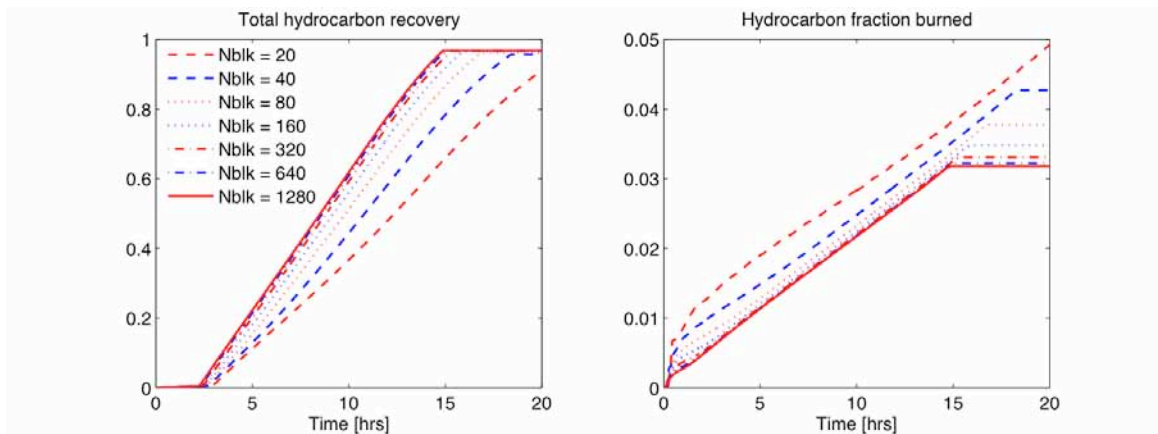 Total hydrocarbon recovery
1
0.8
0.6
0.4
0.2
0
0
5
10
15
20
Time [hrs]
Nblk = 20
Nblk = 40
Nblk = 80
Nblk = 160
Nblk = 320
Nblk = 640
Nblk = 1280
Hydrocarbon fraction burned
0.05
0.04
0.03
0.02
0.01
0
0
5
10
15
20
Time [hrs]